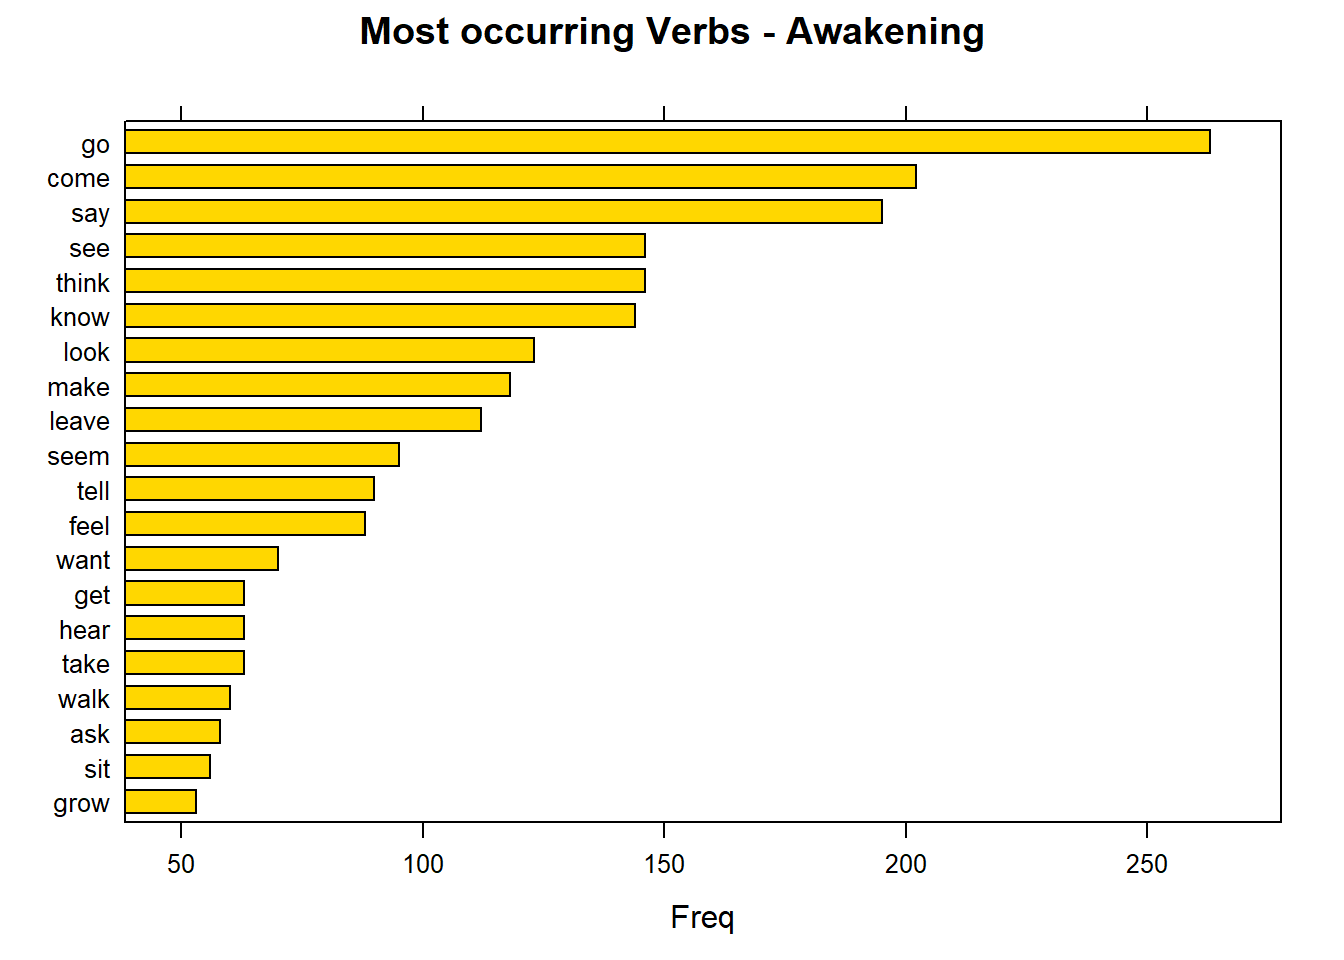 Most occurring Verbs - Awakening
go
come
say
see
think
know
look
make
leave
seem
tell
feel
want
get
hear
take
walk
ask
sit
grow
50 100 150 200 250
Freq